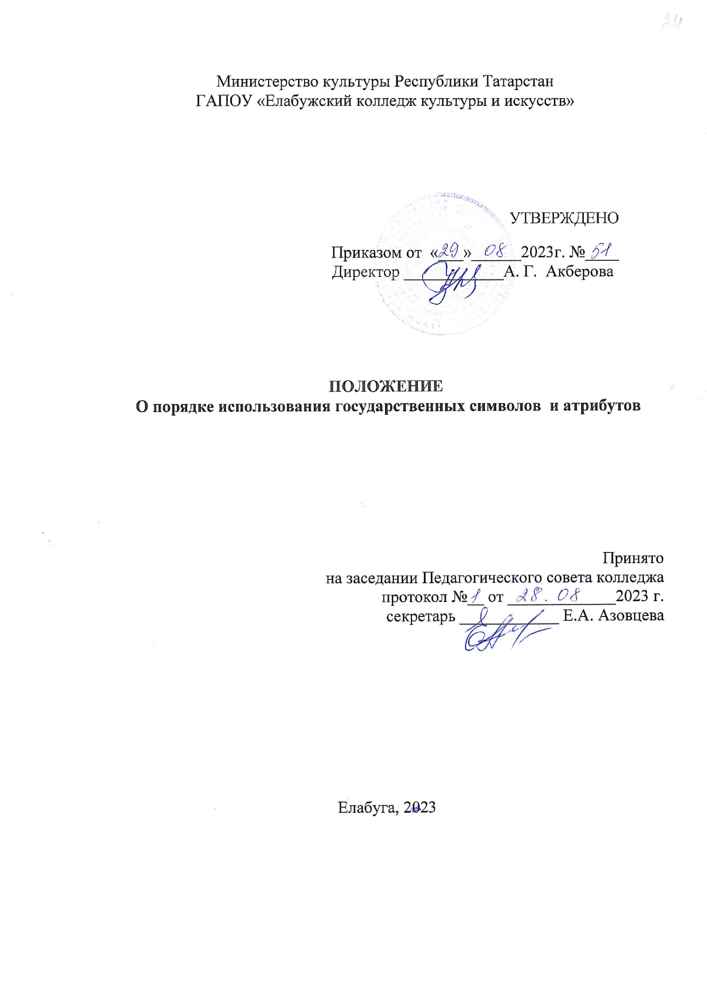 Министерство культуры Республики Татарстан
ГАПОУ «Елабужский колледж культуры и искусств»
УТВЕРЖДЕНО
Приказом от «29» 08 2023г. № 51
Директор ____________А. Г. Акберова
ПОЛОЖЕНИЕ
О порядке использования государственных символов и атрибутов
Принято
на заседании Педагогического совета колледжа
протокол № 1 от 28.08 2023 г.
секретарь ____________ Е.А. Азовцева
Елабуга, 2023